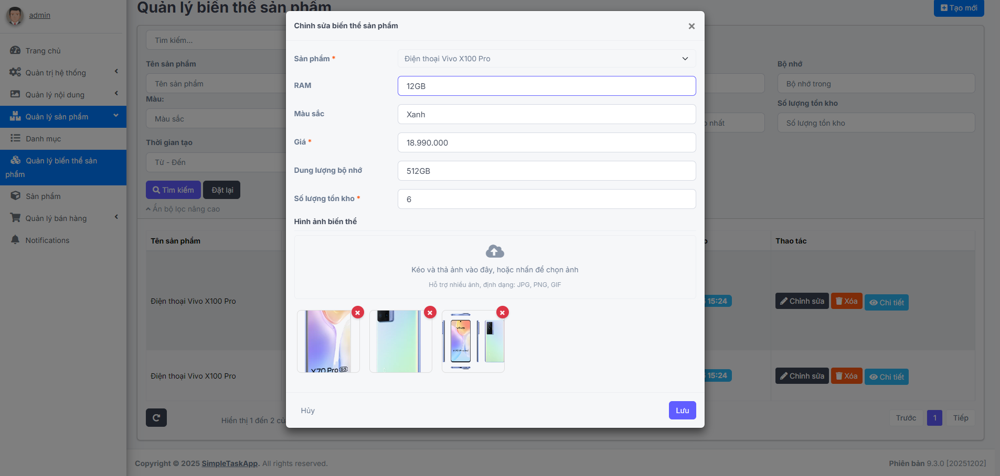 Quản lý biến thể sản phẩm
Tạo mới
admin
Trang chủ
Quản trị hệ thống
Quản lý nội dung
Quản lý sản phẩm
Danh mục
Quản lý biến thể sản
phẩm
Sản phẩm
Quản lý bán hàng
Notifications
Tìm kiếm...
Tên sản phẩm
Tên sản phẩm
Màu:
Màu sắc
Thời gian tạo
Từ - Đến
Tìm kiếm
Đặt lại
Ẩn bộ lọc nâng cao
Bộ nhớ
Bộ nhớ trong
Số lượng tồn kho
nhất
Số lượng tồn kho
Chỉnh sửa biến thể sản phẩm
Sản phẩm *
Điện thoại Vivo X100 Pro
RAM
12GB
Màu sắc
Xanh
Giá *
18.990.000
Dung lượng bộ nhớ
512GB
Số lượng tồn kho *
6
Hình ảnh biến thể
Kéo và thả ảnh vào đây, hoặc nhấn để chọn ảnh
Hỗ trợ nhiều ảnh, định dạng: JPG, PNG, GIF
X70 Pro 5G
vivo
Hủy
Lưu
Tên sản phẩm
Thao tác
Điện thoại Vivo X100 Pro
15:24
Chỉnh sửa
Xóa
Chi tiết
Điện thoại Vivo X100 Pro
15:24
Chỉnh sửa
Xóa
Chi tiết
Hiển thị 1 đến 2
Trước
1
Tiếp
Copyright © 2025 SimpleTaskApp. All rights reserved.
Phiên bản 9.3.0 [20251202]